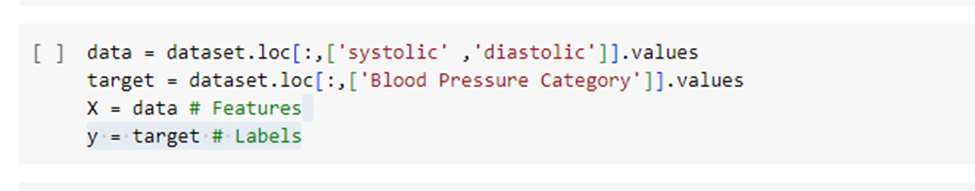 [ ] data = dataset.loc[:,['systolic' ,'diastolic']].values
target = dataset.loc[:,['Blood Pressure Category']].values
X = data # Features
y = target # Labels